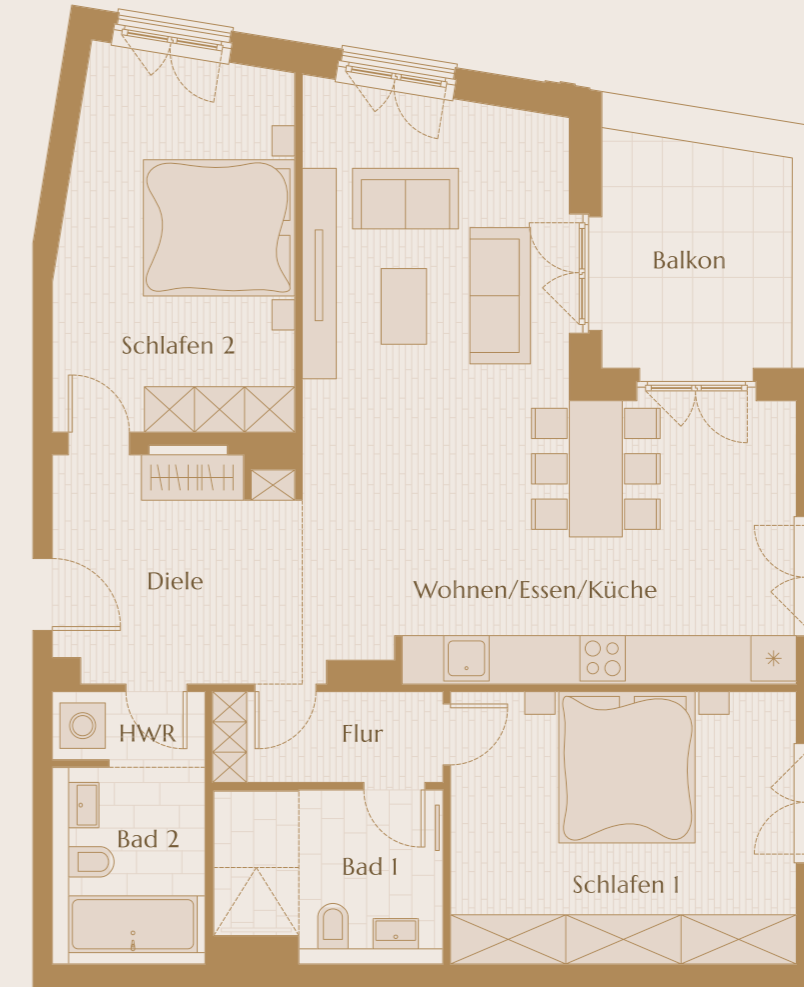 Balkon
Schlafen 2
Diele
Wohnen/Essen/Küche
HWR
Flur
Bad 2
Bad 1
Schlafen 1